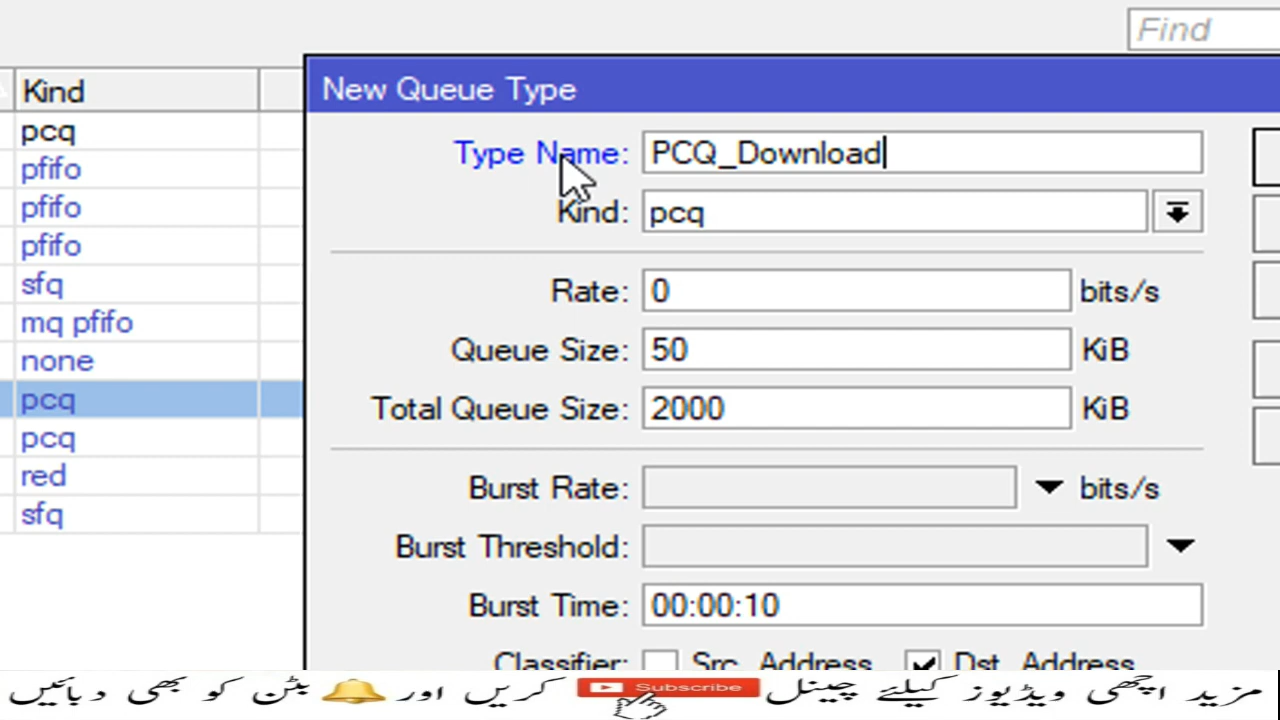 Find
Kind
pcq
pfifo
pfifo
pfifo
sfq
mq pfifo
none
pcq
pcq
red
sfq
New Queue Type
Type Name: PCQ_Download
Kind: pcq
Rate: 0 bits/s
Queue Size: 50 KiB
Total Queue Size: 2000 KiB
Burst Rate: bits/s
Burst Threshold:
Burst Time: 00:00:10
Classifier: Src. Address Dst. Address
مزید اچھی ویڈیوز کیلئے چینل Subscribe کریں اور 🔔 بٹن کو بھی دبائیں